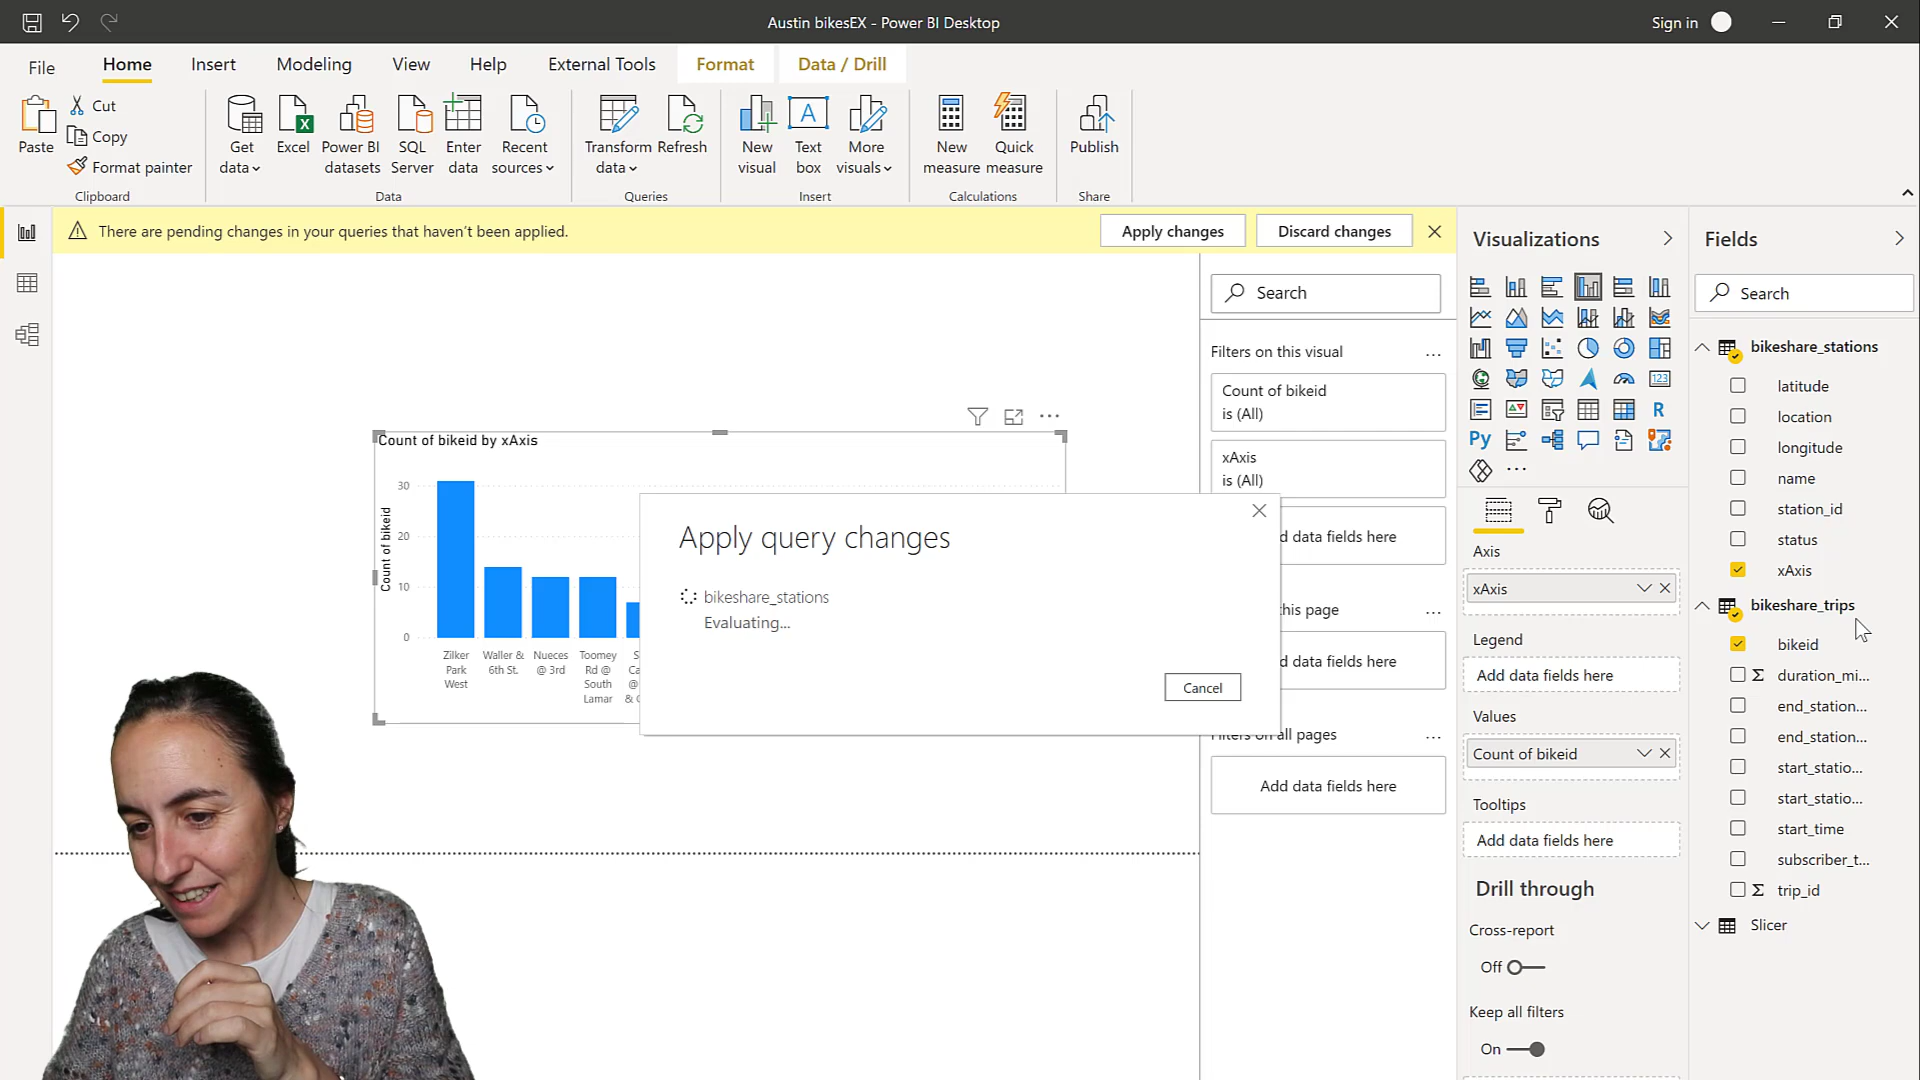 Austin bikesEX - Power BI Desktop
Sign in
File
Home
Insert
Modeling
View
Help
External Tools
Format
Data / Drill
Paste
Cut
Copy
Format painter
Clipboard
Get
data
Excel
Power BI
datasets
SQL
Server
Enter
data
Recent
sources
Data
Transform
data
Refresh
Queries
New
visual
Text
box
More
visuals
Insert
New
measure
Quick
measure
Calculations
Publish
Share
There are pending changes in your queries that haven't been applied.
Apply changes
Discard changes
Count of bikeid by xAxis
Count of bikeid
30
20
10
0
Zilker
Park
West
Waller &
6th St.
Nueces
@ 3rd
Toomey
Rd @
South
Lamar
Apply query changes
bikeshare_stations
Evaluating...
Cancel
Search
Filters on this visual
Count of bikeid
is (All)
xAxis
is (All)
d data fields here
this page
d data fields here
Filters on all pages
Add data fields here
Visualizations
Py
R
123
Axis
xAxis
Legend
Add data fields here
Values
Count of bikeid
Tooltips
Add data fields here
Drill through
Cross-report
Off
Keep all filters
On
Fields
Search
bikeshare_stations
latitude
location
longitude
name
station_id
status
xAxis
bikeshare_trips
bikeid
Σ duration_mi...
end_station...
end_station...
start_statio...
start_statio...
start_time
subscriber_t...
Σ trip_id
Slicer